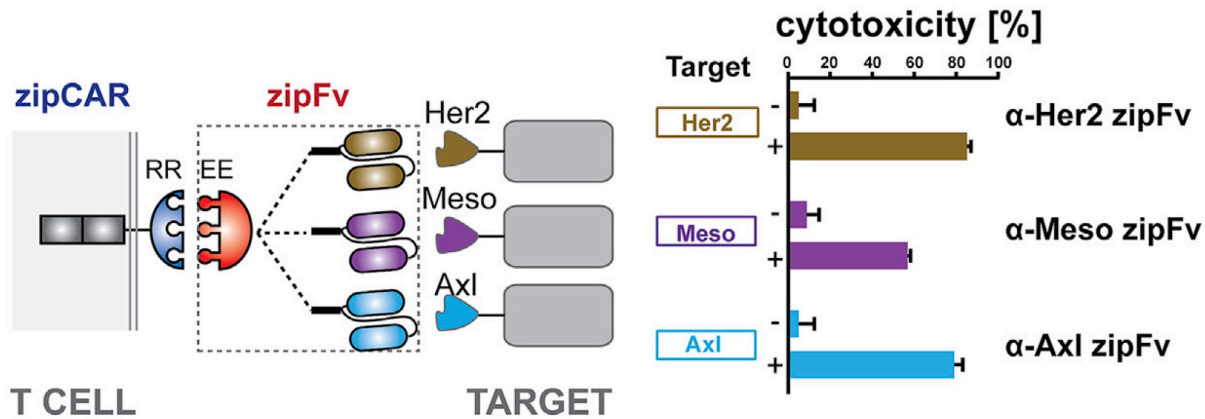 zipCAR
zipFv
RR
EE
Her2
Meso
Axl
T CELL
TARGET
cytotoxicity [%]
Target
0 20 40 60 80 100
Her2
-
+
α-Her2 zipFv
Meso
-
+
α-Meso zipFv
Axl
-
+
α-Axl zipFv